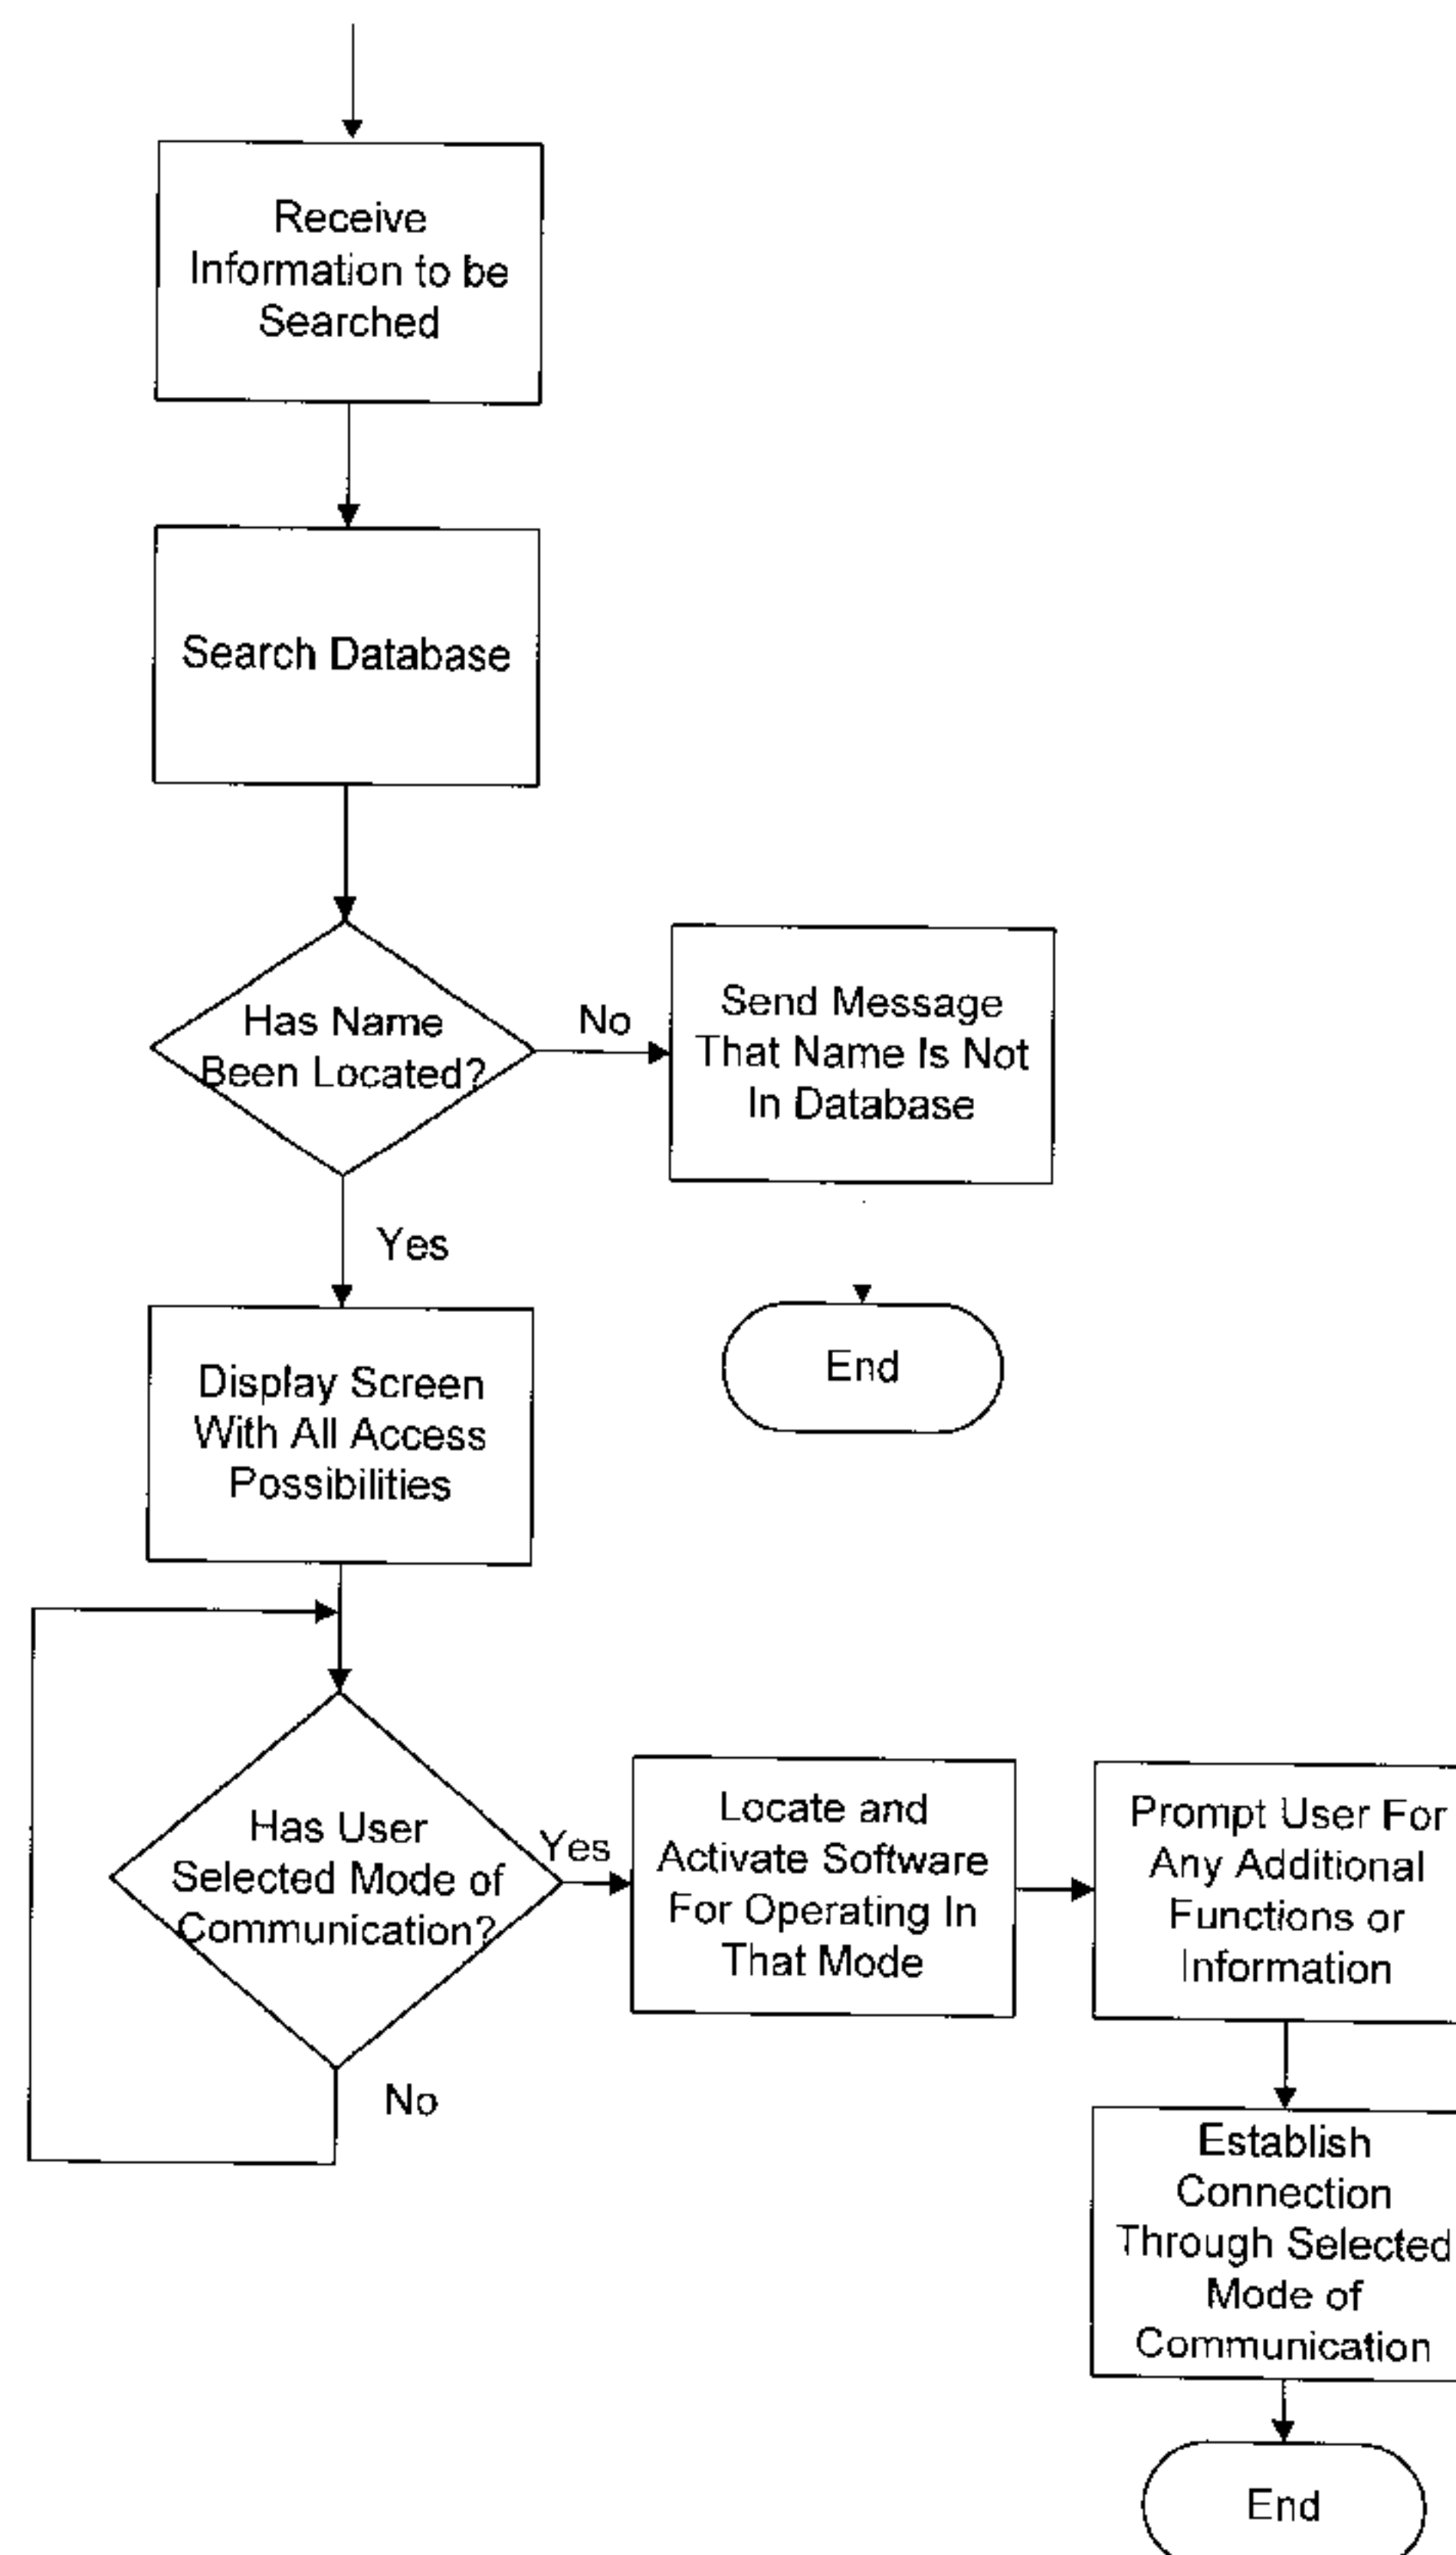 Receive
Information to be
Searched
Search Database
Has Name
Been Located?
No
Send Message
That Name Is Not
In Database
Yes
End
Display Screen
With All Access
Possibilities
Has User
Selected Mode of
Communication?
Yes
Locate and
Activate Software
For Operating In
That Mode
Prompt User For
Any Additional
Functions or
Information
No
Establish
Connection
Through Selected
Mode of
Communication
End